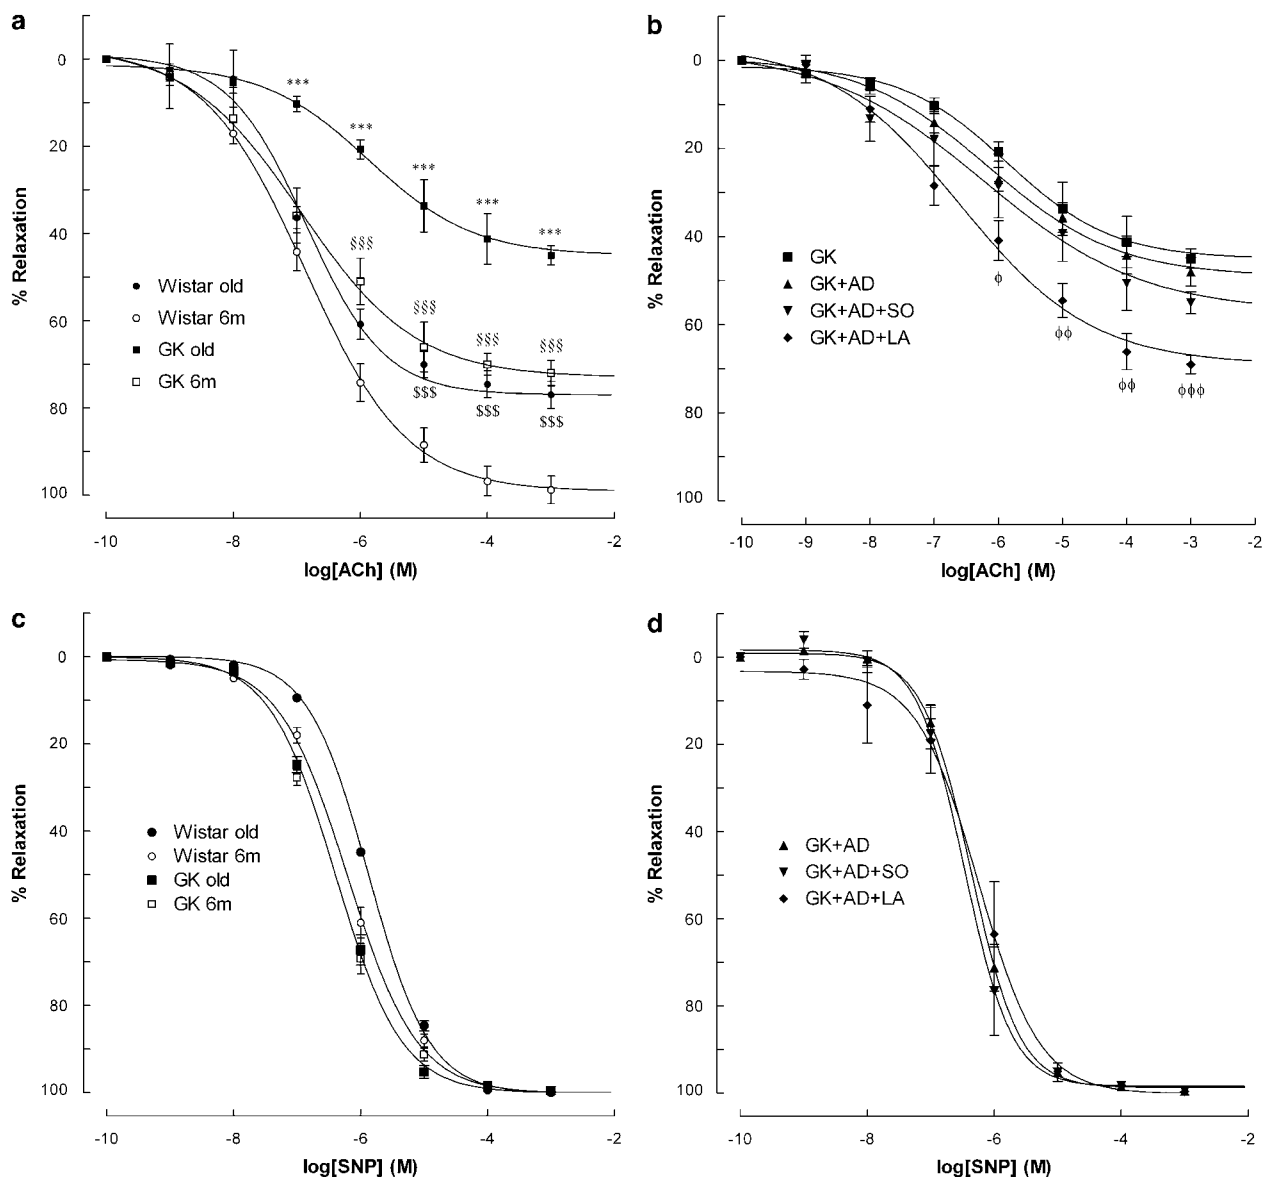 a
0
20
40
60
80
100
% Relaxation
***
***
***
***
***
§§§
§§§
§§§
§§§
$$$
$$$
$$$
Wistar old
Wistar 6m
GK old
GK 6m
-10
-8
-6
-4
-2
log[ACh] (M)
b
0
20
40
60
80
100
% Relaxation
GK
GK+AD
GK+AD+SO
GK+AD+LA
ϕ
ϕϕ
ϕϕ
ϕϕϕ
-10
-9
-8
-7
-6
-5
-4
-3
-2
log[ACh] (M)
c
0
20
40
60
80
100
% Relaxation
Wistar old
Wistar 6m
GK old
GK 6m
-10
-8
-6
-4
-2
log[SNP] (M)
d
0
20
40
60
80
100
% Relaxation
GK+AD
GK+AD+SO
GK+AD+LA
-10
-8
-6
-4
-2
log[SNP] (M)